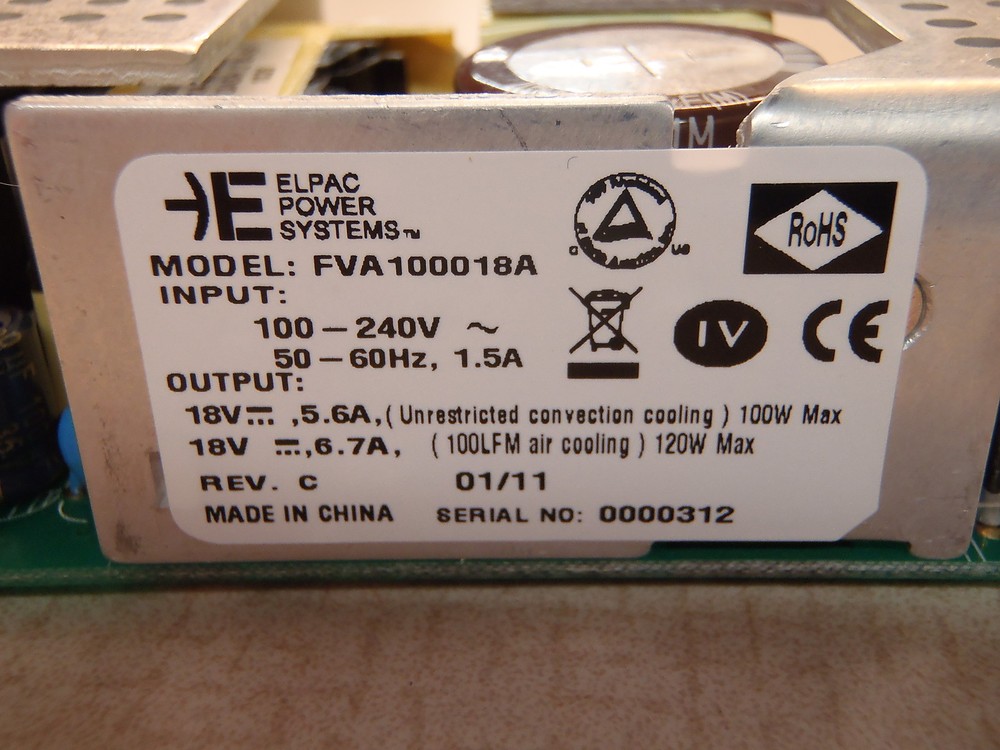 1M
ELPAC
POWER
SYSTEMS™
MODEL: FVA100018A
INPUT:
100 – 240V ~
50 – 60Hz, 1.5A
OUTPUT:
18V⎓ ,5.6A,( Unrestricted convection cooling ) 100W Max
18V ⎓,6.7A, ( 100LFM air cooling ) 120W Max
REV. C 01/11
MADE IN CHINA SERIAL NO: 0000312
C US
RoHS
IV
CE